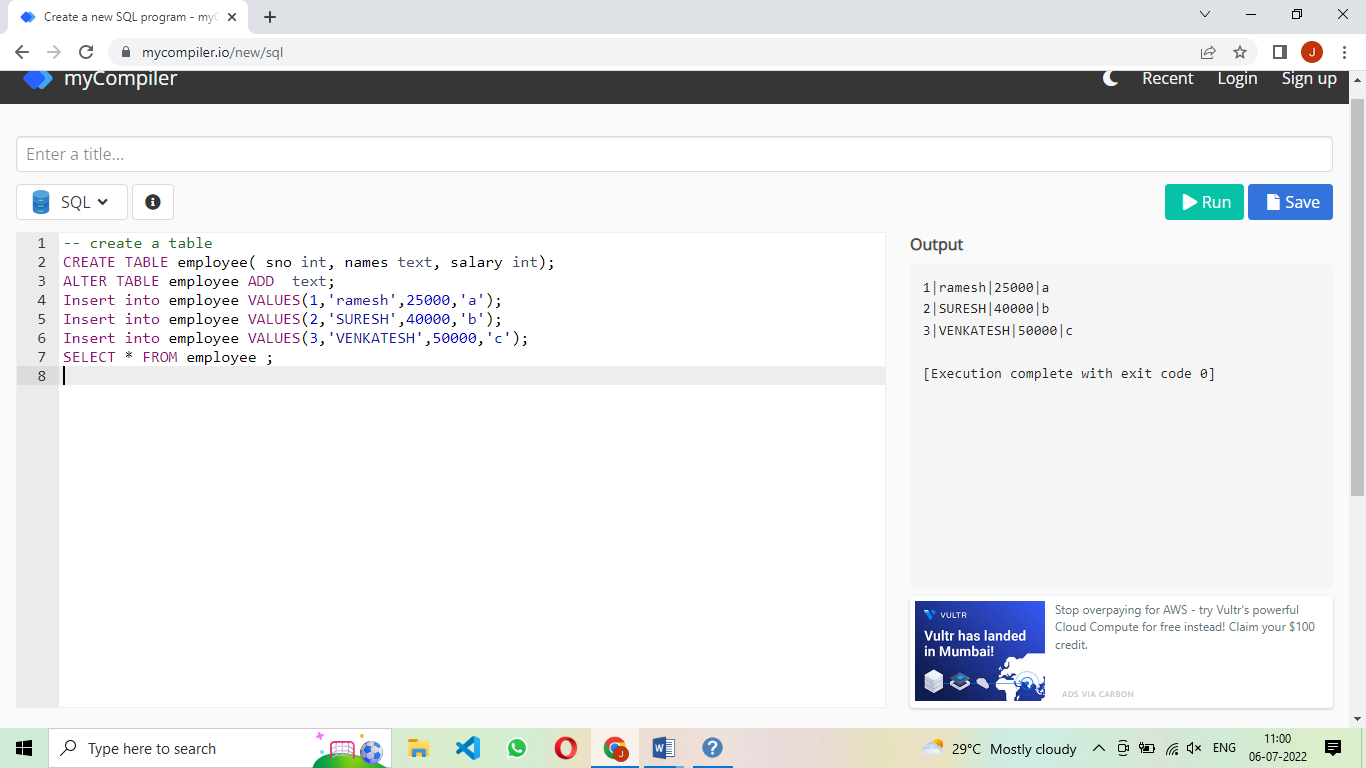 Create a new SQL program - myC
mycompiler.io/new/sql
J
myCompiler
Recent Login Sign up
Enter a title...
SQL
Run Save
1 -- create a table
2 CREATE TABLE employee( sno int, names text, salary int);
3 ALTER TABLE employee ADD  text;
4 Insert into employee VALUES(1,'ramesh',25000,'a');
5 Insert into employee VALUES(2,'SURESH',40000,'b');
6 Insert into employee VALUES(3,'VENKATESH',50000,'c');
7 SELECT * FROM employee ;
8
Output
1|ramesh|25000|a
2|SURESH|40000|b
3|VENKATESH|50000|c
[Execution complete with exit code 0]
VULTR
Vultr has landed
in Mumbai!
Stop overpaying for AWS - try Vultr's powerful
Cloud Compute for free instead! Claim your $100
credit.
ADS VIA CARBON
Type here to search
J
29°C Mostly cloudy
ENG
11:00
06-07-2022